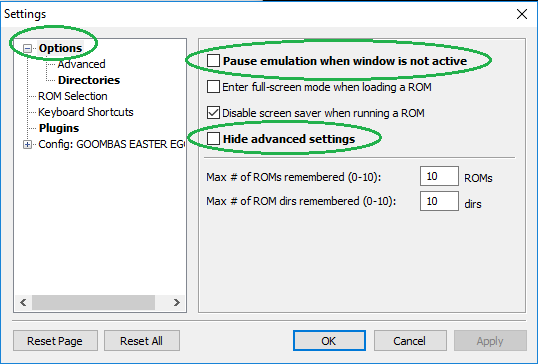 Settings
Options
Advanced
Directories
ROM Selection
Keyboard Shortcuts
Plugins
Config: GOOMBAS EASTER EG
Pause emulation when window is not active
Enter full-screen mode when loading a ROM
Disable screen saver when running a ROM
Hide advanced settings
Max # of ROMs remembered (0-10): 10 ROMs
Max # of ROM dirs remembered (0-10): 10 dirs
Reset Page Reset All OK Cancel Apply